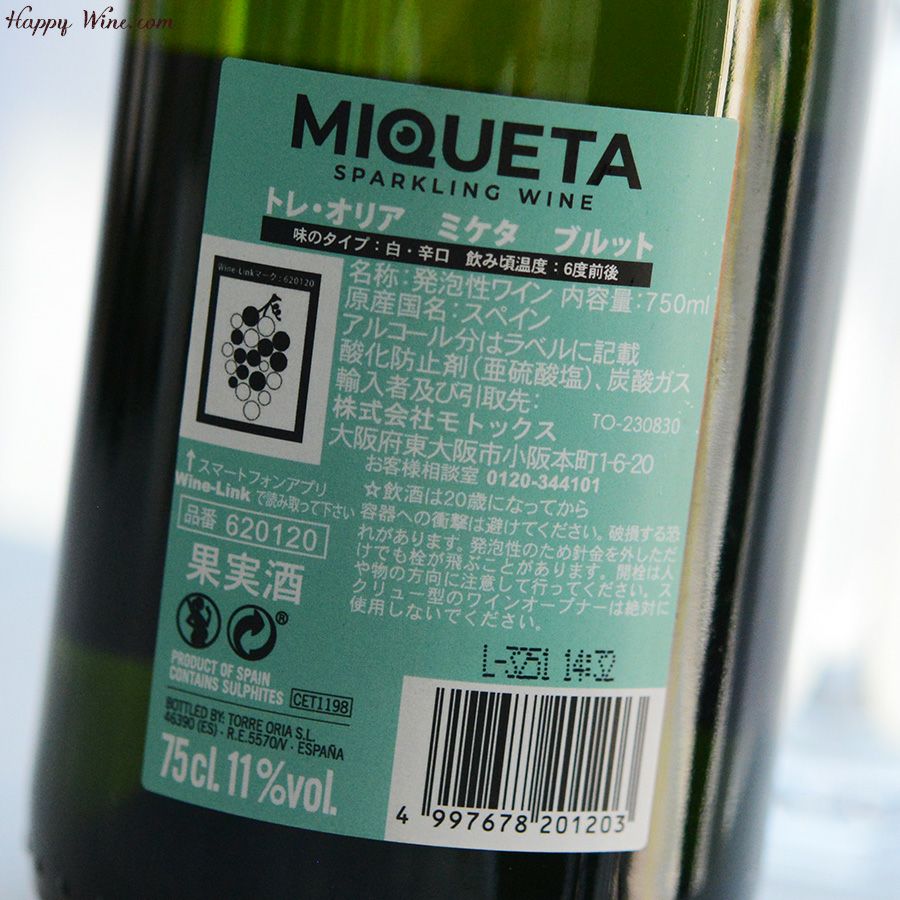 Happy Wine.com
MIQUETA
SPARKLING WINE
トレ・オリア ミケタ ブルット
味のタイプ：白・辛口 飲み頃温度：6度前後
Wine-Linkマーク：620120
名称：発泡性ワイン 内容量：750ml
原産国名：スペイン
アルコール分はラベルに記載
酸化防止剤（亜硫酸塩）、炭酸ガス
輸入者及び引取先：
TO-230830
株式会社モトックス
大阪府東大阪市小阪本町1-6-20
お客様相談室 0120-344101
↑スマートフォンアプリ
Wine-Linkで読み取って下さい
品番 620120
果実酒
☆飲酒は20歳になってから
容器への衝撃は避けてください。破損する恐
れがあります。発泡性のため針金を外しただ
けでも栓が飛ぶことがあります。開栓は人
や物の方向に注意して行ってください。ス
クリュー型のワインオープナーは絶対に
使用しないでください。
®
PRODUCT OF SPAIN
CONTAINS SULPHITES
CET1198
BOTTLED BY: TORRE ORIA S.L.
46390 (ES) · R.E.5570/V · ESPAÑA
75cl. 11%vol.
L-3251 14:32
4 997678 201203